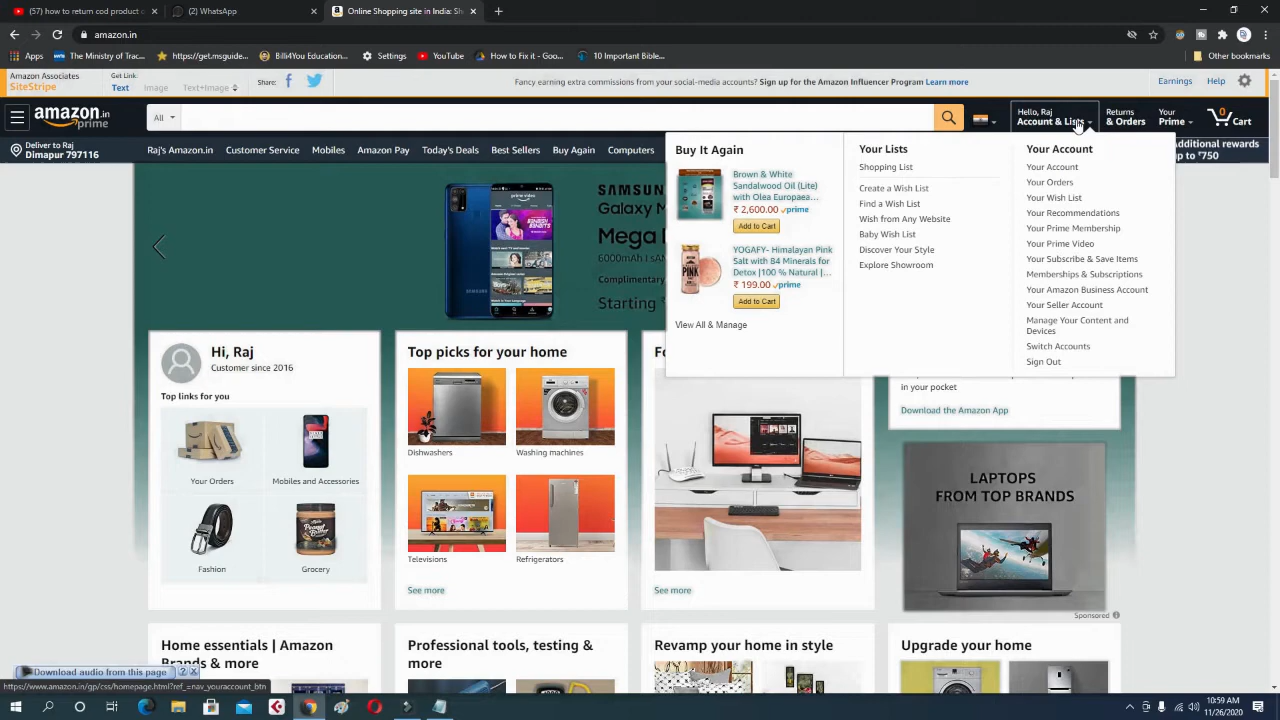 (57) how to return cod product o
(2) WhatsApp
Online Shopping site in India: Sh
amazon.in
Apps
The Ministry of Trac...
https://get.msguide...
Billi4You Education...
Settings
YouTube
How to Fix it - Goo...
10 Important Bible...
Other bookmarks
Amazon Associates
SiteStripe
Get Link:
Text
Image
Text+Image
Share:
Fancy earning extra commissions from your social-media accounts? Sign up for the Amazon Influencer Program Learn more
Earnings
Help
amazon.in
prime
All
Hello, Raj
Account & Lists
Returns
& Orders
Your
Prime
0
Cart
Deliver to Raj
Dimapur 797116
Raj's Amazon.in
Customer Service
Mobiles
Amazon Pay
Today's Deals
Best Sellers
Buy Again
Computers
Additional rewards
up to ₹750
Buy It Again
Brown & White
Sandalwood Oil (Lite)
with Olea Europaea...
₹ 2,600.00 prime
Add to Cart
YOGAFY- Himalayan Pink
Salt with 84 Minerals for
Detox |100 % Natural |...
₹ 199.00 prime
Add to Cart
View All & Manage
Your Lists
Shopping List
Create a Wish List
Find a Wish List
Wish from Any Website
Baby Wish List
Discover Your Style
Explore Showroom
Your Account
Your Account
Your Orders
Your Wish List
Your Recommendations
Your Prime Membership
Your Prime Video
Your Subscribe & Save Items
Memberships & Subscriptions
Your Amazon Business Account
Your Seller Account
Manage Your Content and
Devices
Switch Accounts
Sign Out
SAMSUN
Galaxy M
Mega
6000mAH I sAM
Complimentary
Starting
prime video
SAMSUNG
Hi, Raj
Customer since 2016
Top links for you
Your Orders
Mobiles and Accessories
Fashion
Grocery
Top picks for your home
Dishwashers
Washing machines
Televisions
Refrigerators
See more
Fo
See more
in your pocket
Download the Amazon App
LAPTOPS
FROM TOP BRANDS
Sponsored
Home essentials | Amazon
Brands & more
Professional tools, testing &
more
Revamp your home in style
Upgrade your home
Download audio from this page
? X
https://www.amazon.in/gp/css/homepage.html?ref_=nav_youraccount_btn
10:59 AM
11/26/2020